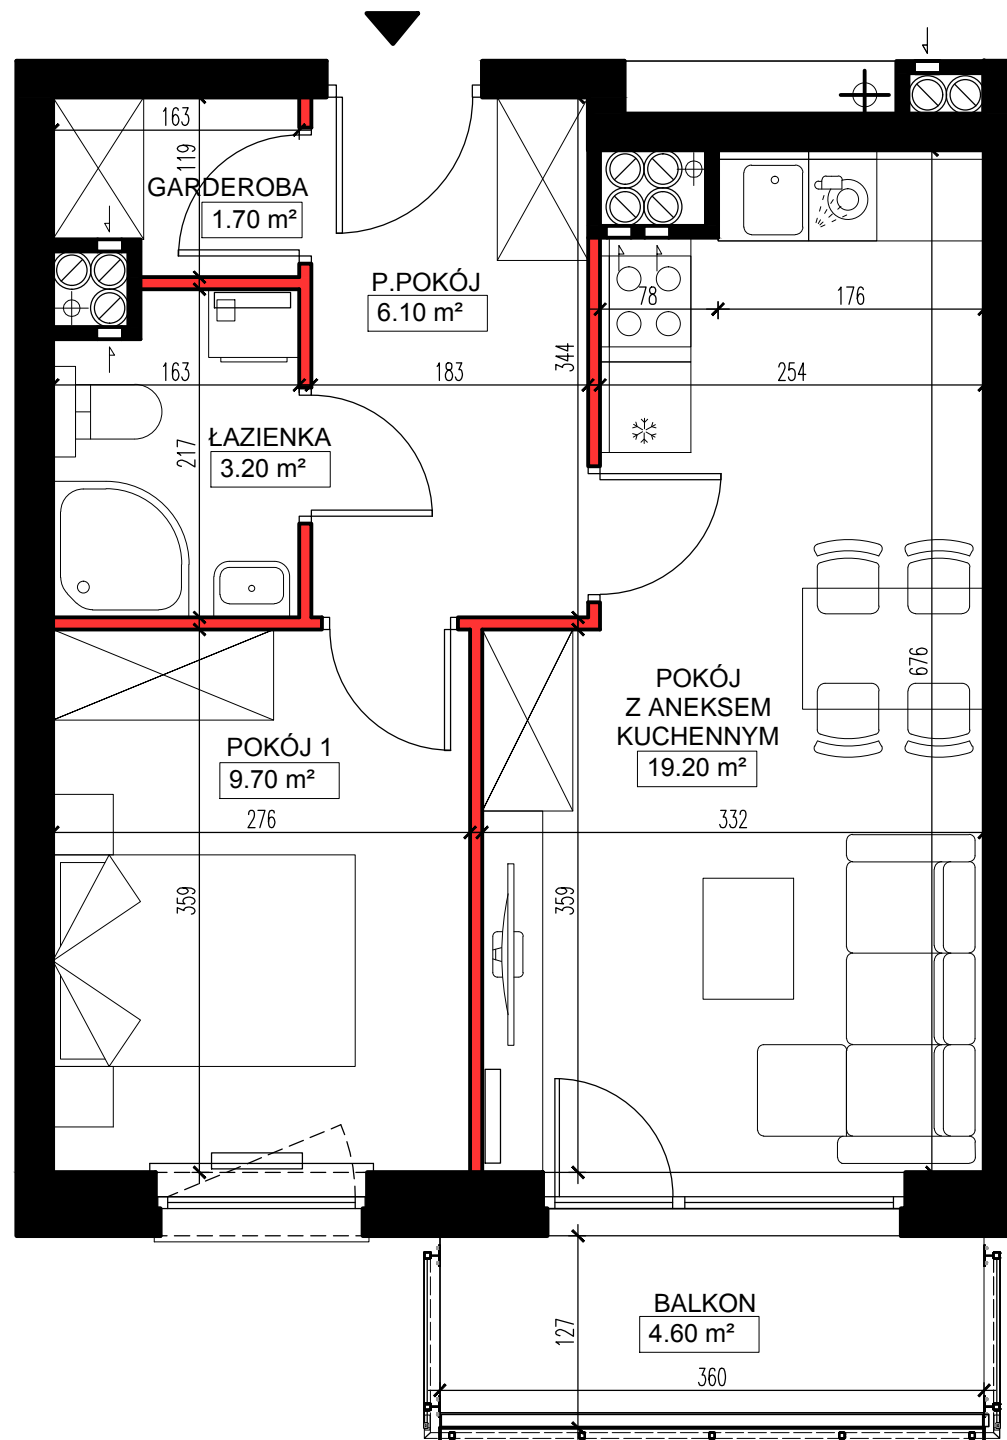 163
119
GARDEROBA
1.70 m²
P.POKÓJ
6.10 m²
78
176
344
163
183
254
217
ŁAZIENKA
3.20 m²
676
POKÓJ
Z ANEKSEM
KUCHENNYM
19.20 m²
POKÓJ 1
9.70 m²
276
332
359
359
BALKON
4.60 m²
127
360